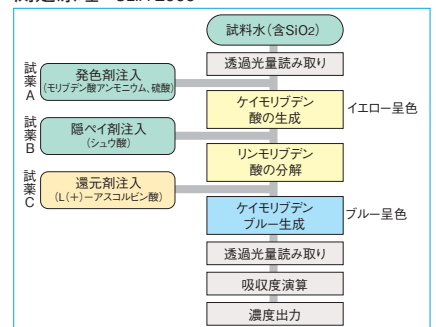 試料水(含SiO2)
透過光量読み取り
試薬A
発色剤注入
(モリブデン酸アンモニウム、硫酸)
ケイモリブデン
酸の生成
イエロー呈色
試薬B
隠ペイ剤注入
(シュウ酸)
リンモリブデン
酸の分解
試薬C
還元剤注入
(L(+)-アスコルビン酸)
ケイモリブデン
ブルー生成
ブルー呈色
透過光量読み取り
吸収度演算
濃度出力